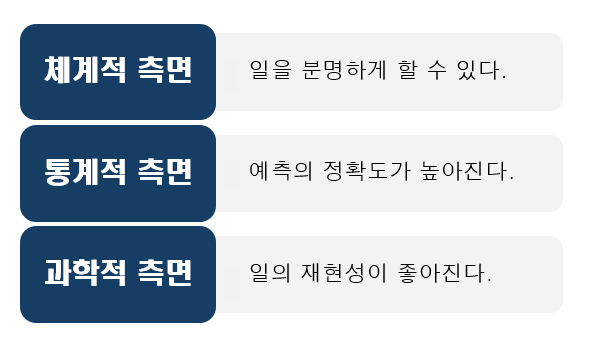 체계적 측면
일을 분명하게 할 수 있다.
통계적 측면
예측의 정확도가 높아진다.
과학적 측면
일의 재현성이 좋아진다.